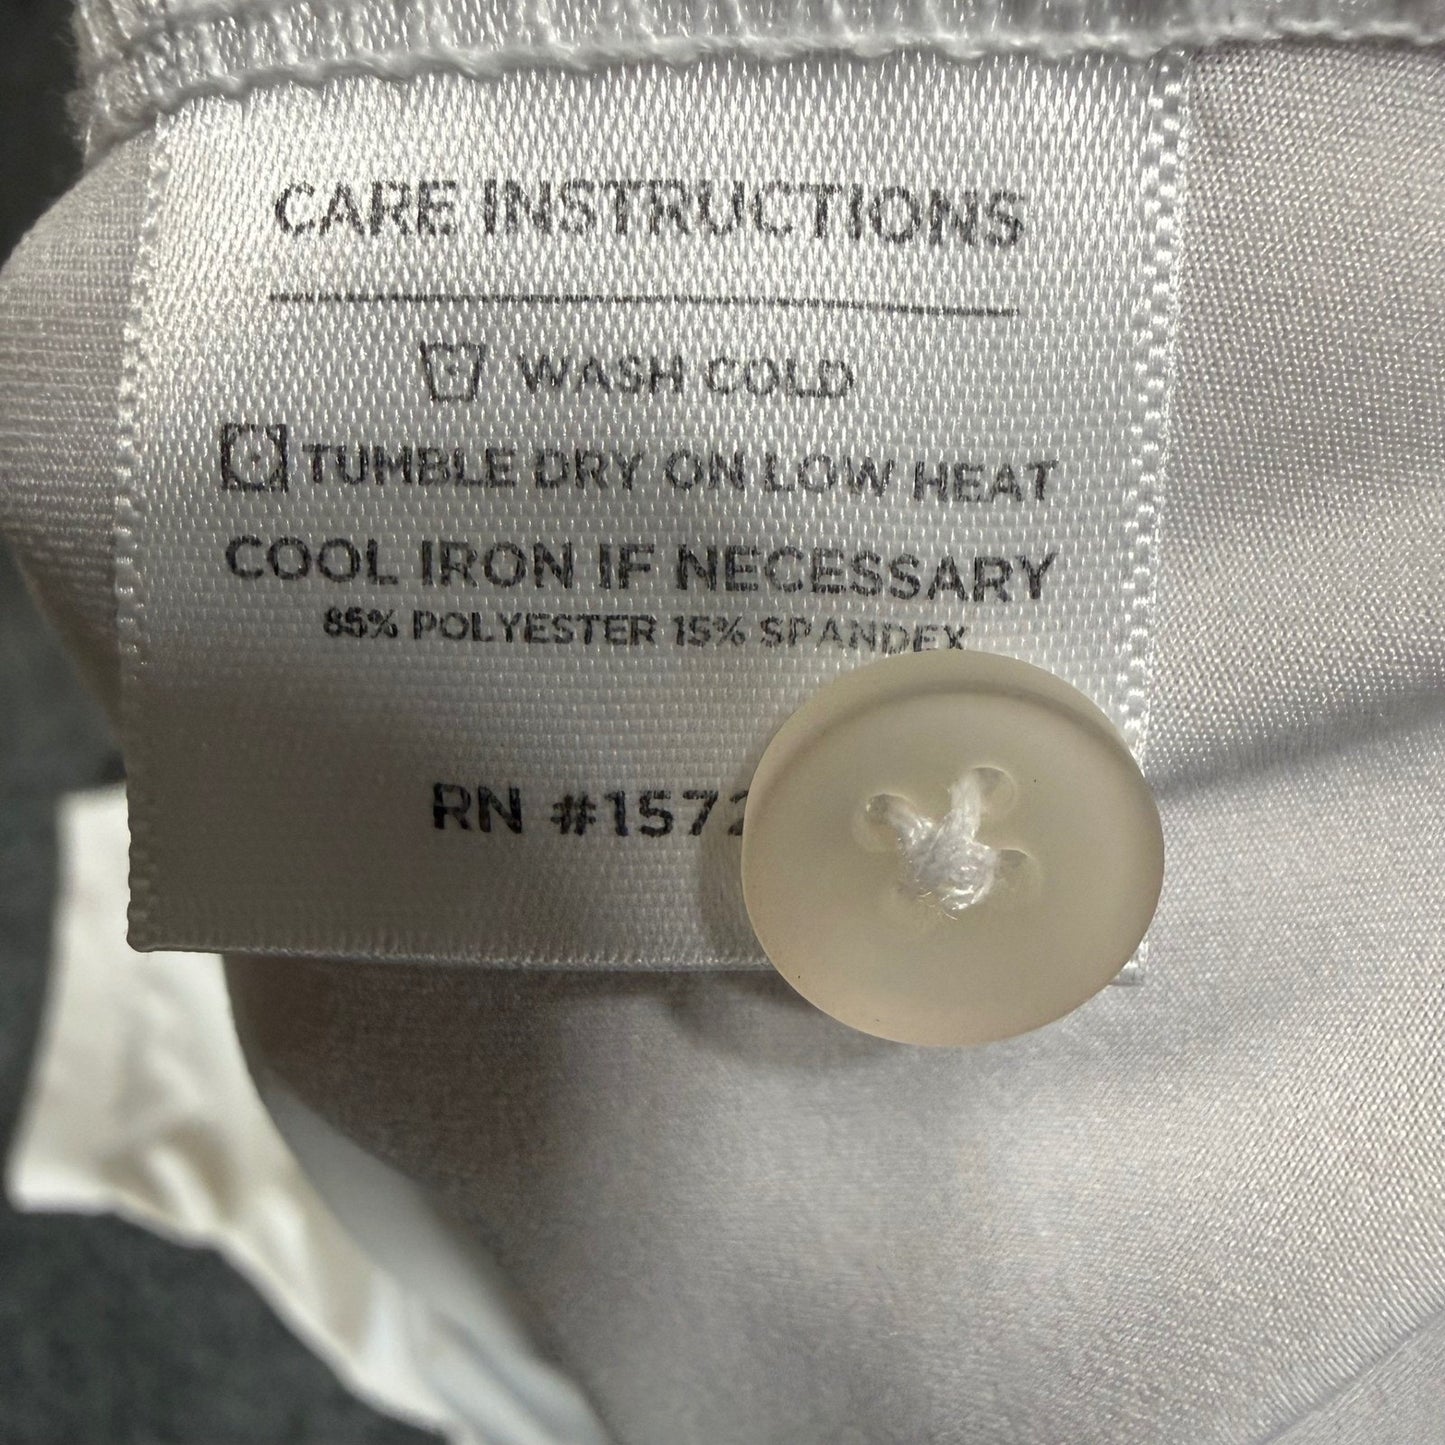 CARE INSTRUCTIONS
WASH COLD
TUMBLE DRY ON LOW HEAT
COOL IRON IF NECESSARY
85% POLYESTER 15% SPANDEX
RN #1572